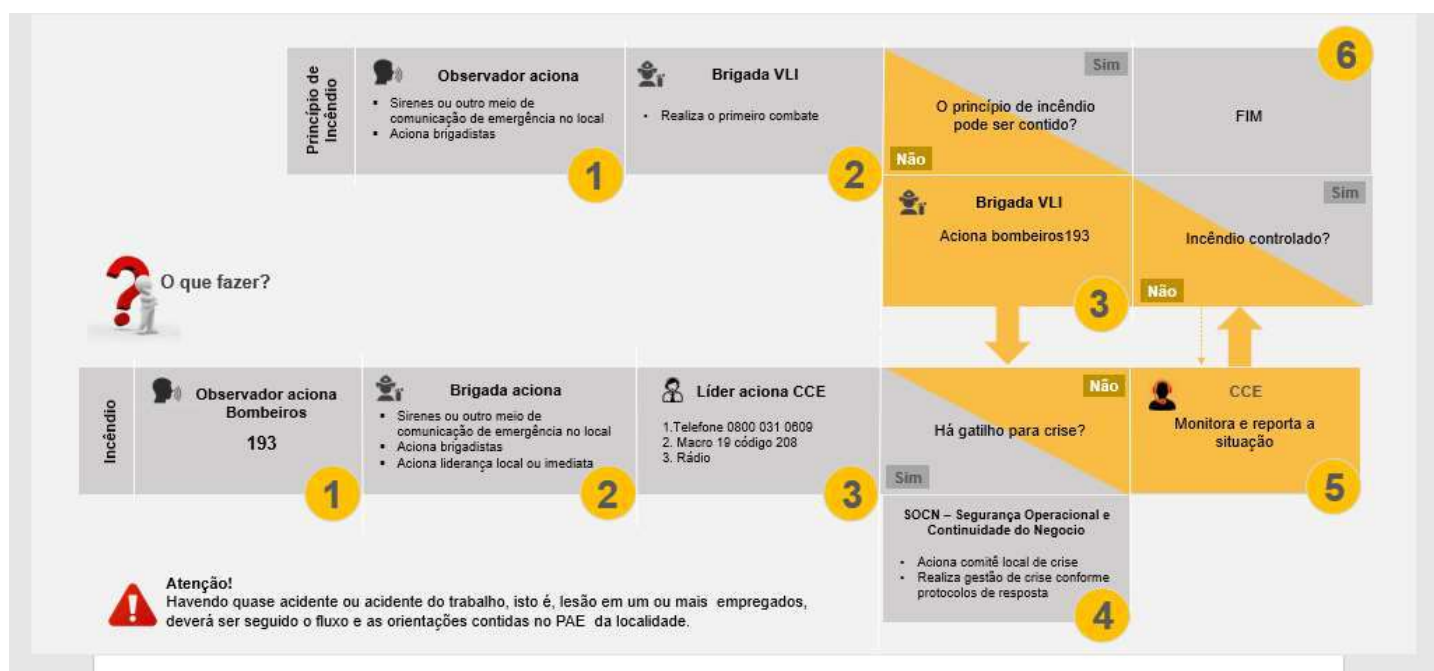 Princípio de
Incêndio
Observador aciona
▪ Sirenes ou outro meio de
comunicação de emergência no local
▪ Aciona brigadistas
1
Brigada VLI
• Realiza o primeiro combate
2
Sim
O princípio de incêndio
pode ser contido?
Não
6
FIM
Brigada VLI
Aciona bombeiros193
3
Sim
Incêndio controlado?
Não
O que fazer?
Incêndio
Observador aciona
Bombeiros
193
1
Brigada aciona
▪ Sirenes ou outro meio de
comunicação de emergência no local
▪ Aciona brigadistas
▪ Aciona liderança local ou imediata
2
Líder aciona CCE
1.Telefone 0800 031 0609
2. Macro 19 código 208
3. Rádio
3
Não
Há gatilho para crise?
Sim
CCE
Monitora e reporta a
situação
5
SOCN – Segurança Operacional e
Continuidade do Negocio
• Aciona comitê local de crise
• Realiza gestão de crise conforme
protocolos de resposta
4
Atenção!
Havendo quase acidente ou acidente do trabalho, isto é, lesão em um ou mais empregados,
deverá ser seguido o fluxo e as orientações contidas no PAE da localidade.